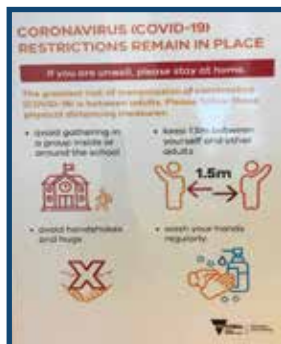 CORONAVIRUS (COVID-19)
RESTRICTIONS REMAIN IN PLACE
If you are unwell, please stay at home.
The greatest risk of transmission of coronavirus
(COVID-19) is between adults. Please follow these
physical distancing measures:
• avoid gathering in
a group inside or
around the school
• keep 1.5m between
yourself and other
adults
1.5m
• avoid handshakes
and hugs
• wash your hands
regularly